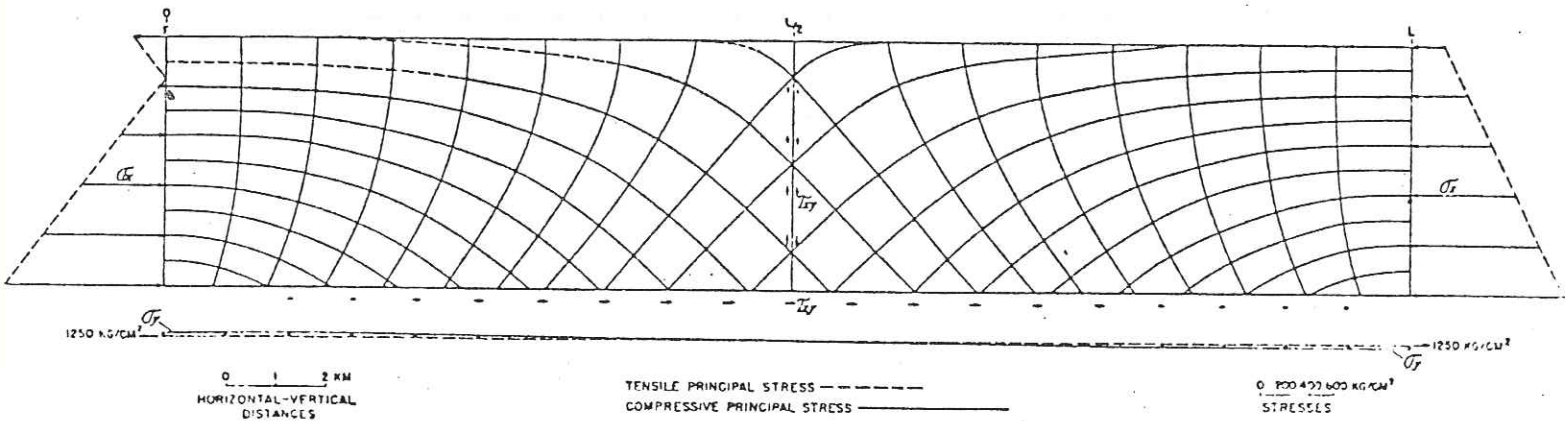 O
L/2
L
σx
σx
τxy
τxy
σy
1250 KG/CM²
1250 KG/CM²
σy
0 1 2 KM
HORIZONTAL-VERTICAL
DISTANCES
TENSILE PRINCIPAL STRESS
COMPRESSIVE PRINCIPAL STRESS
0 200 400 600 KG/CM²
STRESSES